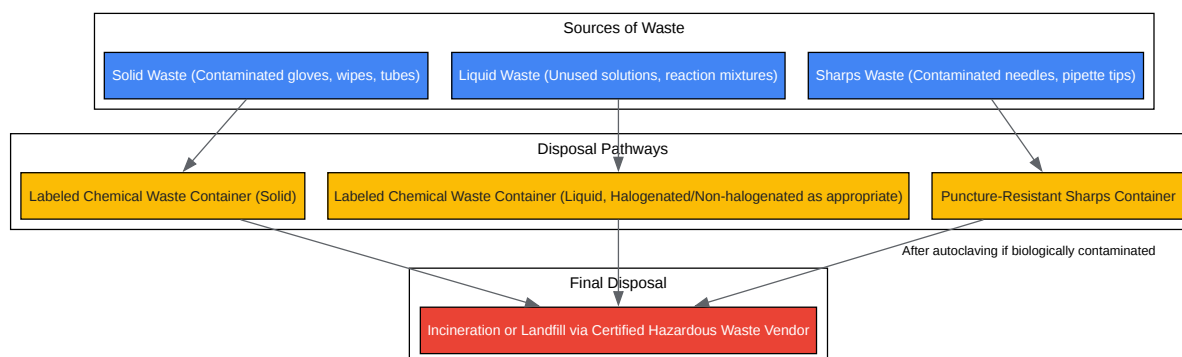 Sources of Waste
Solid Waste (Contaminated gloves, wipes, tubes)
Liquid Waste (Unused solutions, reaction mixtures)
Sharps Waste (Contaminated needles, pipette tips)
Disposal Pathways
Labeled Chemical Waste Container (Solid)
Labeled Chemical Waste Container (Liquid, Halogenated/Non-halogenated as appropriate)
Puncture-Resistant Sharps Container
After autoclaving if biologically contaminated
Final Disposal
Incineration or Landfill via Certified Hazardous Waste Vendor